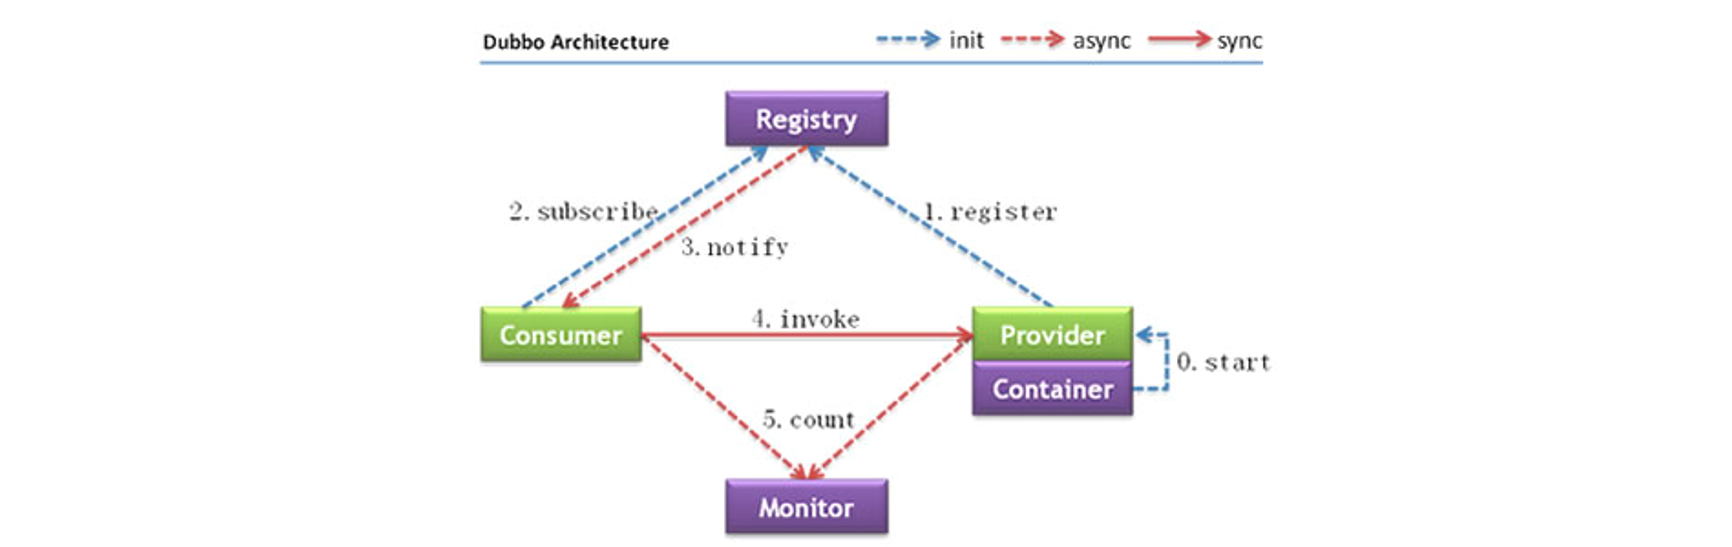 Dubbo Architecture
init
async
sync
Registry
2. subscribe
1. register
3. notify
4. invoke
Consumer
Provider
0. start
Container
5. count
Monitor